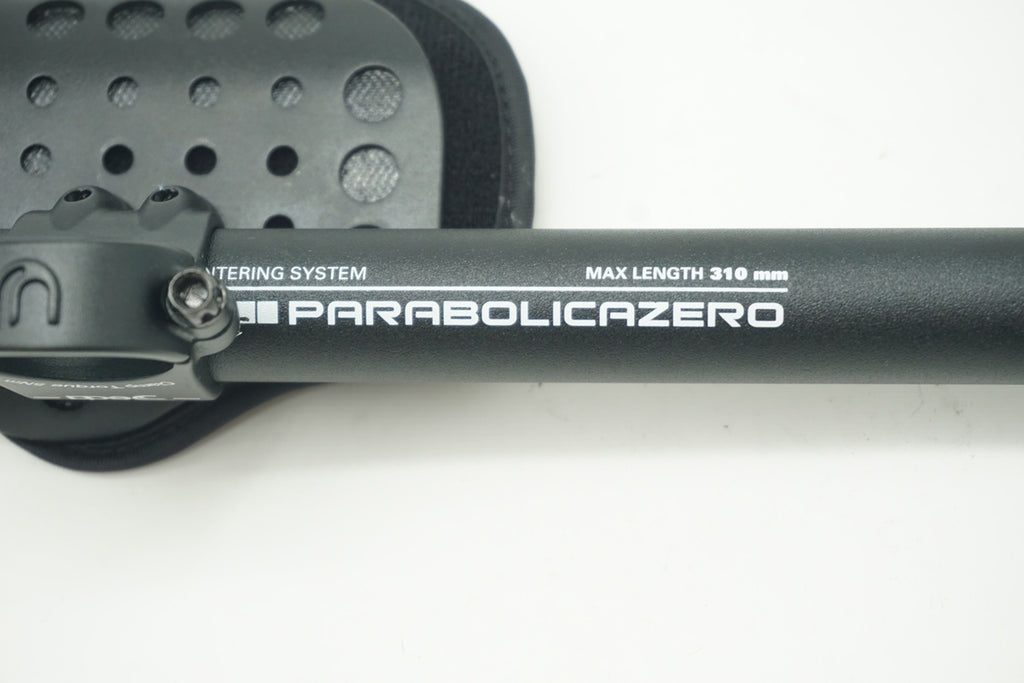 NTERING SYSTEM MAX LENGTH 310 mm
PARABOLICAZERO